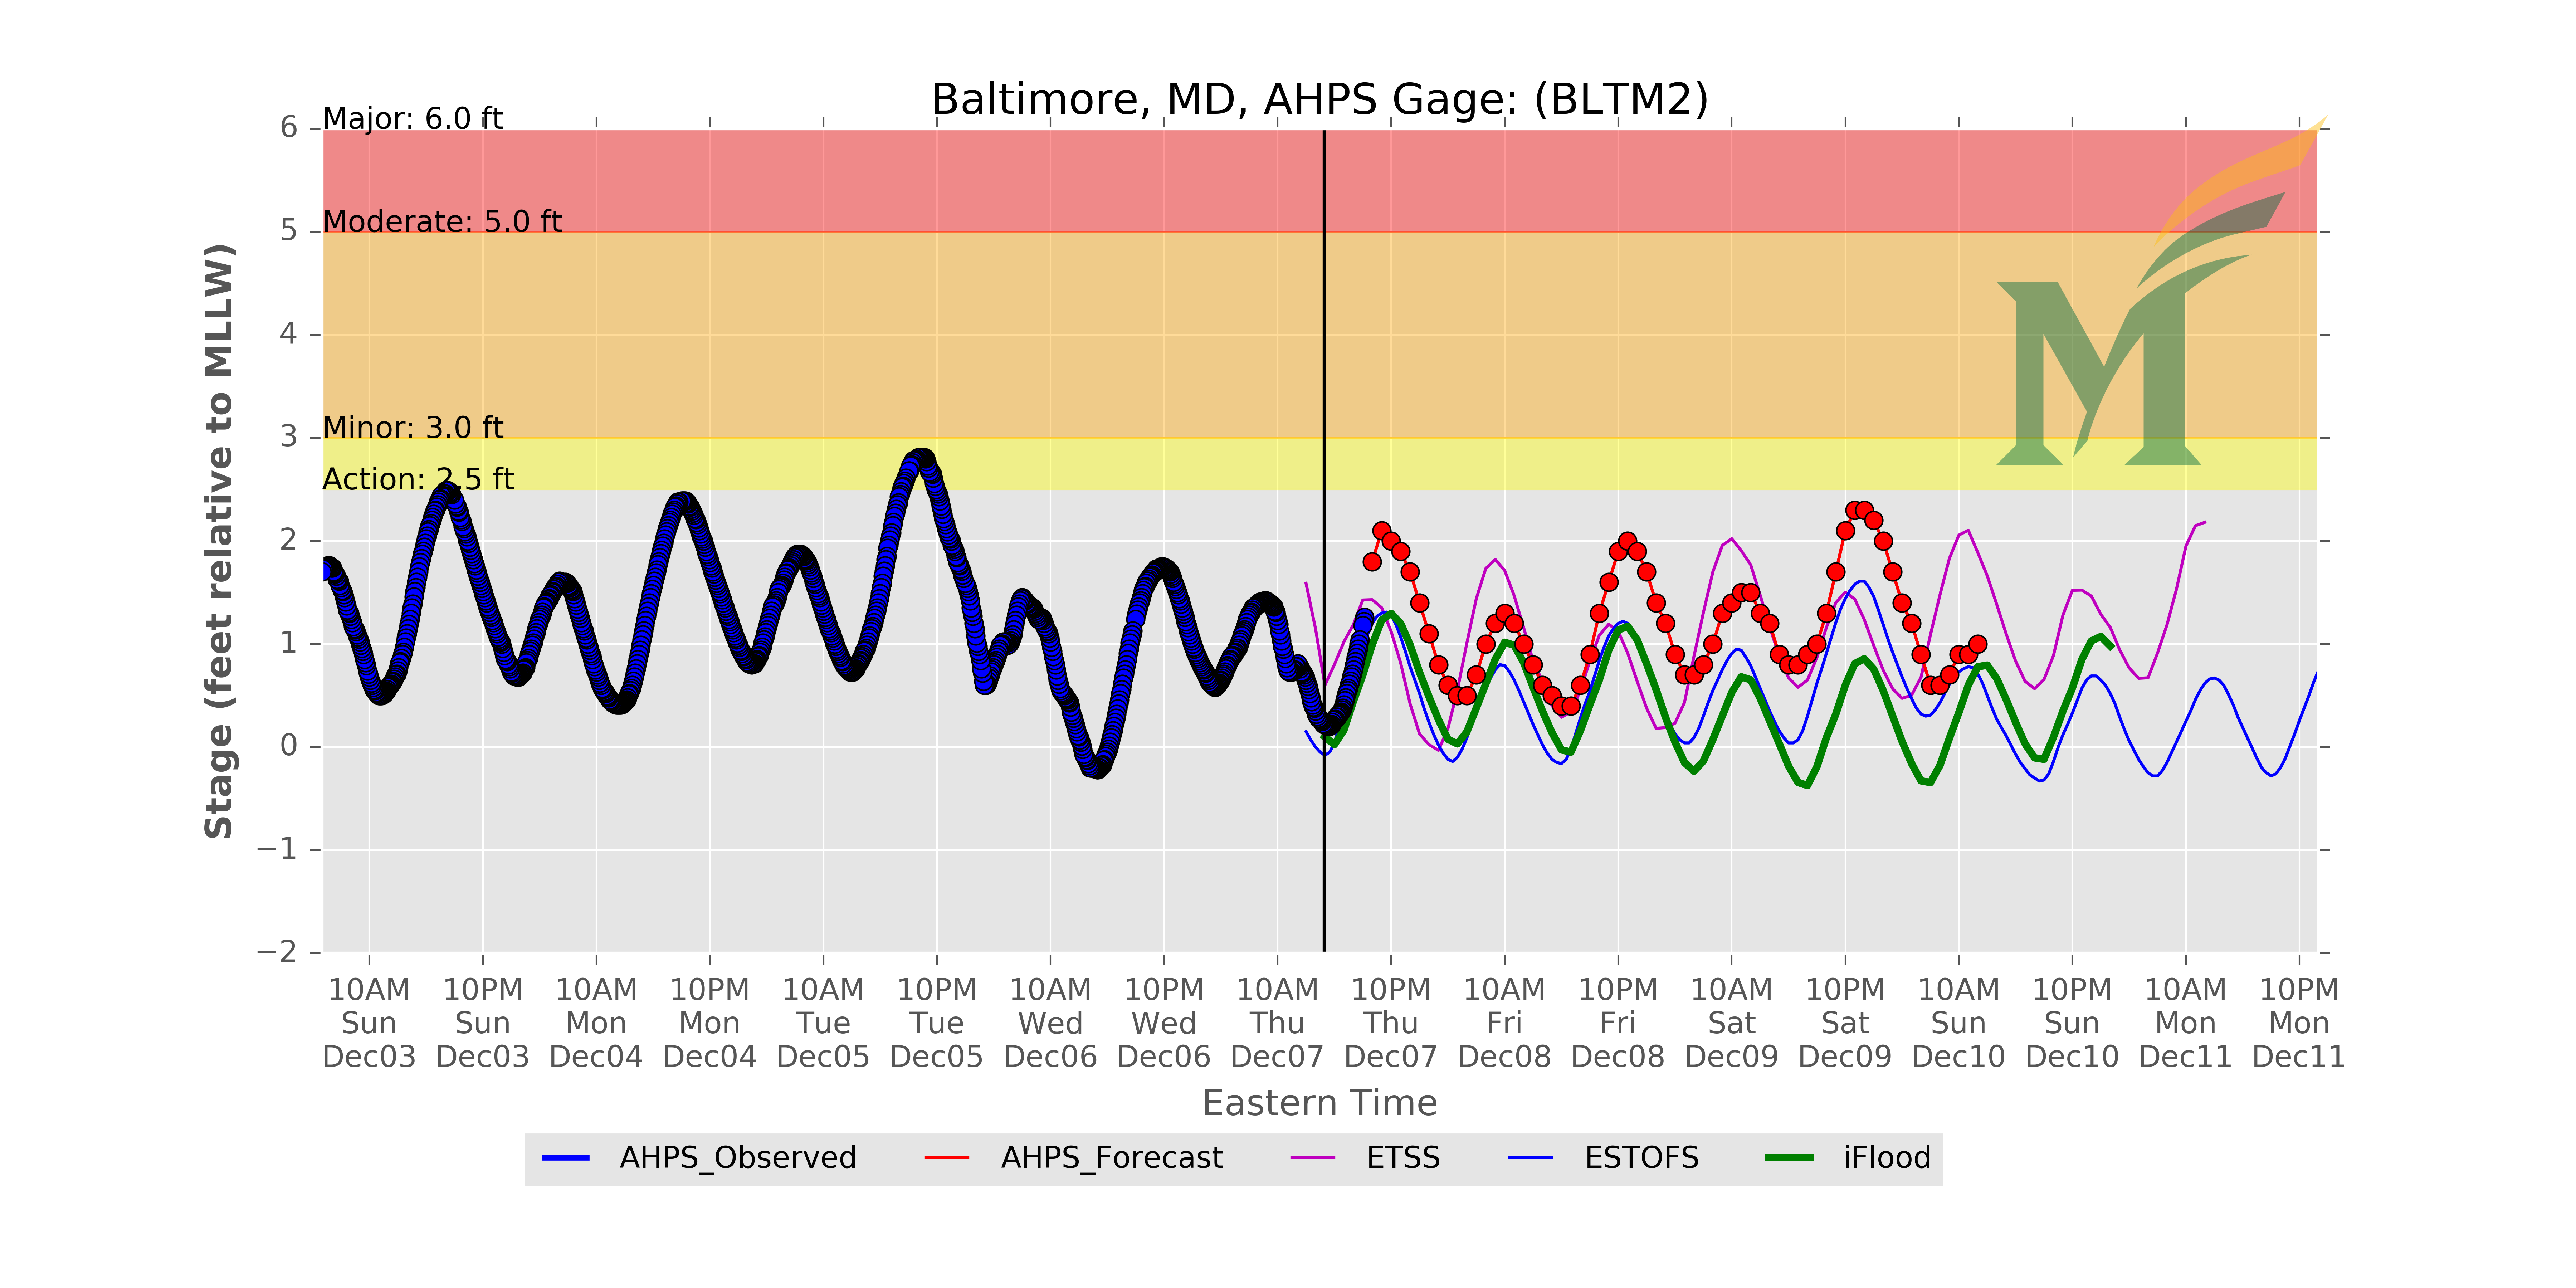 Baltimore, MD, AHPS Gage: (BLTM2)
Major: 6.0 ft
Moderate: 5.0 ft
Minor: 3.0 ft
Action: 2.5 ft
6
5
4
3
2
1
0
−1
−2
Stage (feet relative to MLLW)
10AM 10PM 10AM 10PM 10AM 10PM 10AM 10PM 10AM 10PM 10AM 10PM 10AM 10PM 10AM 10PM 10AM 10PM
Sun Sun Mon Mon Tue Tue Wed Wed Thu Thu Fri Fri Sat Sat Sun Sun Mon Mon
Dec03 Dec03 Dec04 Dec04 Dec05 Dec05 Dec06 Dec06 Dec07 Dec07 Dec08 Dec08 Dec09 Dec09 Dec10 Dec10 Dec11 Dec11
Eastern Time
AHPS_Observed AHPS_Forecast ETSS ESTOFS iFlood
M